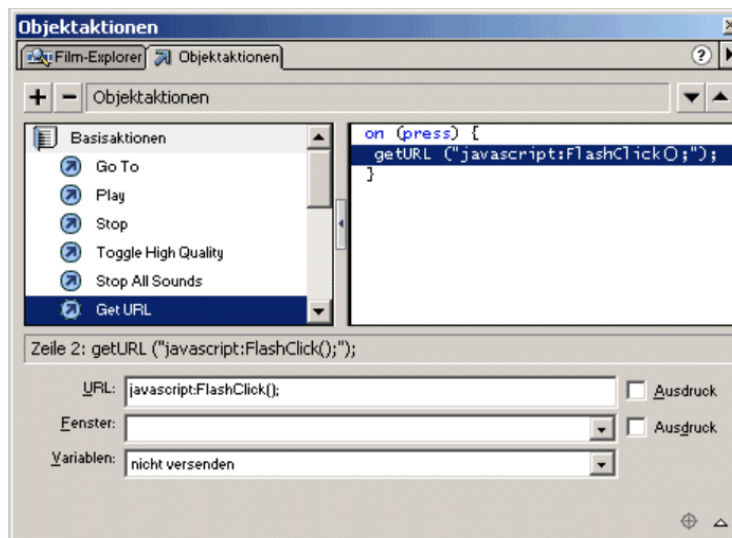 Objektaktionen
Film-Explorer Objektaktionen ?
+ - Objektaktionen
Basisaktionen
Go To
Play
Stop
Toggle High Quality
Stop All Sounds
Get URL
on (press) {
getURL ("javascript:FlashClick();");
}
Zeile 2: getURL ("javascript:FlashClick();");
URL: javascript:FlashClick(); Ausdruck
Fenster: Ausdruck
Variablen: nicht versenden